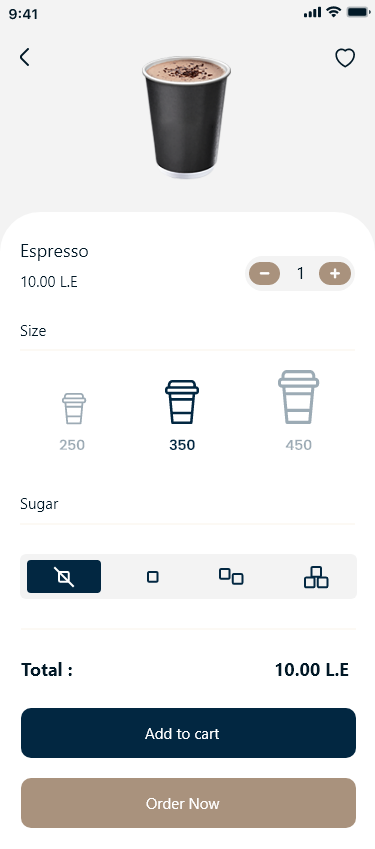 9:41
Espresso
10.00 L.E
1
Size
250 350 450
Sugar
Total : 10.00 L.E
Add to cart
Order Now